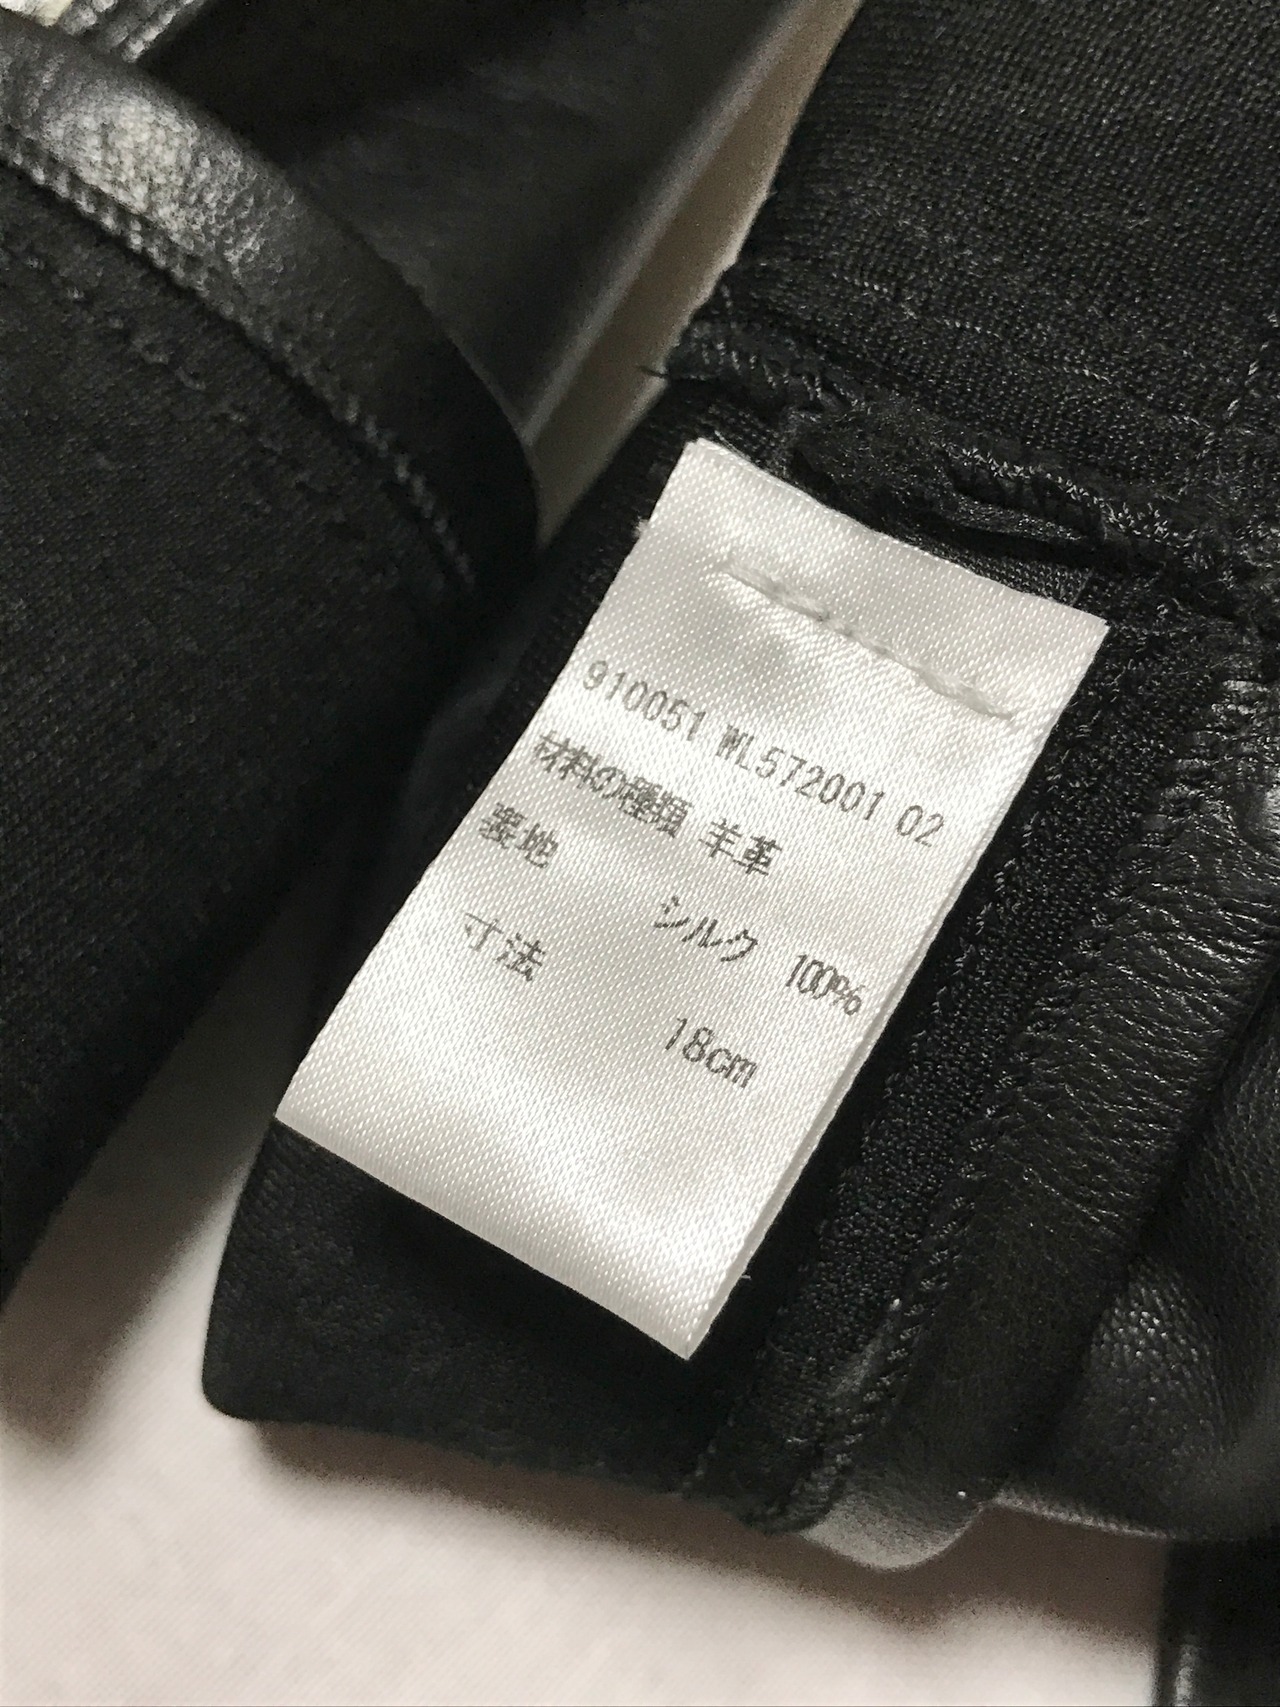 910051 WL572001 02
材料の種類 羊革
裏地 シルク 100%
寸法 18cm